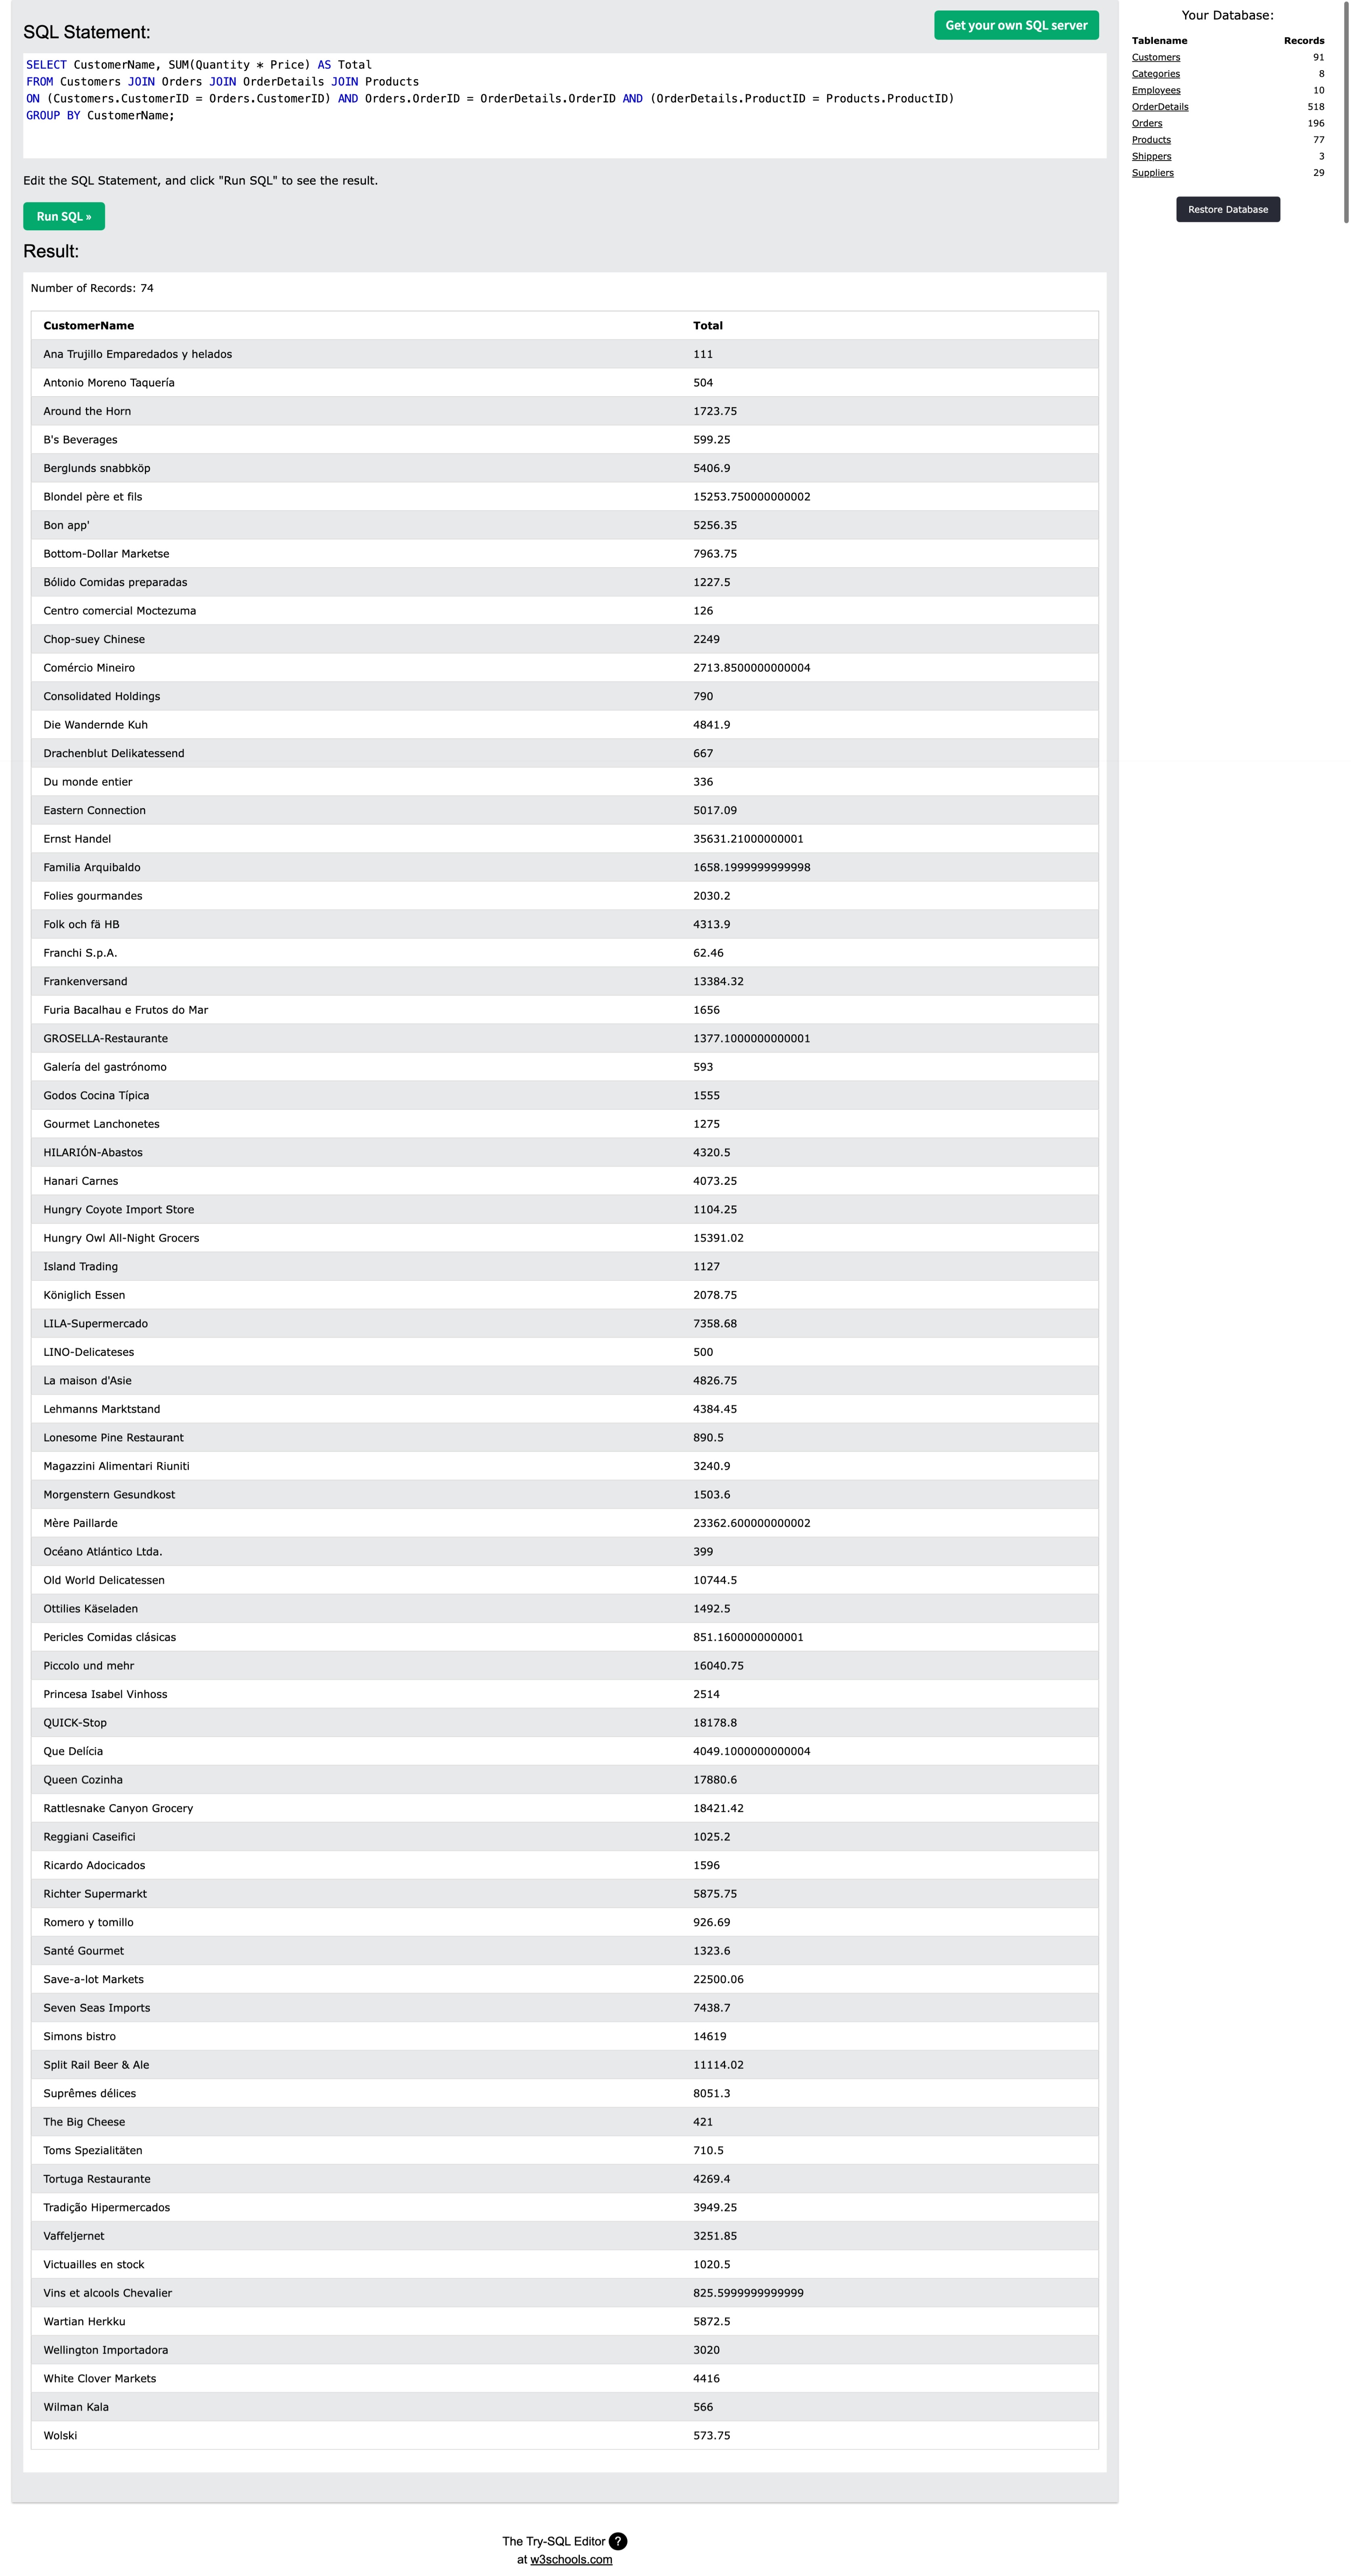 SQL Statement:
Get your own SQL server
SELECT CustomerName, SUM(Quantity * Price) AS Total
FROM Customers JOIN Orders JOIN OrderDetails JOIN Products
ON (Customers.CustomerID = Orders.CustomerID) AND Orders.OrderID = OrderDetails.OrderID AND (OrderDetails.ProductID = Products.ProductID)
GROUP BY CustomerName;
Edit the SQL Statement, and click "Run SQL" to see the result.
Run SQL »
Result:
Number of Records: 74
CustomerName Total
Ana Trujillo Emparedados y helados 111
Antonio Moreno Taquería 504
Around the Horn 1723.75
B's Beverages 599.25
Berglunds snabbköp 5406.9
Blondel père et fils 15253.750000000002
Bon app' 5256.35
Bottom-Dollar Marketse 7963.75
Bólido Comidas preparadas 1227.5
Centro comercial Moctezuma 126
Chop-suey Chinese 2249
Comércio Mineiro 2713.8500000000004
Consolidated Holdings 790
Die Wandernde Kuh 4841.9
Drachenblut Delikatessend 667
Du monde entier 336
Eastern Connection 5017.09
Ernst Handel 35631.21000000001
Familia Arquibaldo 1658.1999999999998
Folies gourmandes 2030.2
Folk och fä HB 4313.9
Franchi S.p.A. 62.46
Frankenversand 13384.32
Furia Bacalhau e Frutos do Mar 1656
GROSELLA-Restaurante 1377.1000000000001
Galería del gastrónomo 593
Godos Cocina Típica 1555
Gourmet Lanchonetes 1275
HILARIÓN-Abastos 4320.5
Hanari Carnes 4073.25
Hungry Coyote Import Store 1104.25
Hungry Owl All-Night Grocers 15391.02
Island Trading 1127
Königlich Essen 2078.75
LILA-Supermercado 7358.68
LINO-Delicateses 500
La maison d'Asie 4826.75
Lehmanns Marktstand 4384.45
Lonesome Pine Restaurant 890.5
Magazzini Alimentari Riuniti 3240.9
Morgenstern Gesundkost 1503.6
Mère Paillarde 23362.600000000002
Océano Atlántico Ltda. 399
Old World Delicatessen 10744.5
Ottilies Käseladen 1492.5
Pericles Comidas clásicas 851.1600000000001
Piccolo und mehr 16040.75
Princesa Isabel Vinhoss 2514
QUICK-Stop 18178.8
Que Delícia 4049.1000000000004
Queen Cozinha 17880.6
Rattlesnake Canyon Grocery 18421.42
Reggiani Caseifici 1025.2
Ricardo Adocicados 1596
Richter Supermarkt 5875.75
Romero y tomillo 926.69
Santé Gourmet 1323.6
Save-a-lot Markets 22500.06
Seven Seas Imports 7438.7
Simons bistro 14619
Split Rail Beer & Ale 11114.02
Suprêmes délices 8051.3
The Big Cheese 421
Toms Spezialitäten 710.5
Tortuga Restaurante 4269.4
Tradição Hipermercados 3949.25
Vaffeljernet 3251.85
Victuailles en stock 1020.5
Vins et alcools Chevalier 825.5999999999999
Wartian Herkku 5872.5
Wellington Importadora 3020
White Clover Markets 4416
Wilman Kala 566
Wolski 573.75
The Try-SQL Editor ?
at w3schools.com
Your Database:
Tablename Records
Customers 91
Categories 8
Employees 10
OrderDetails 518
Orders 196
Products 77
Shippers 3
Suppliers 29
Restore Database